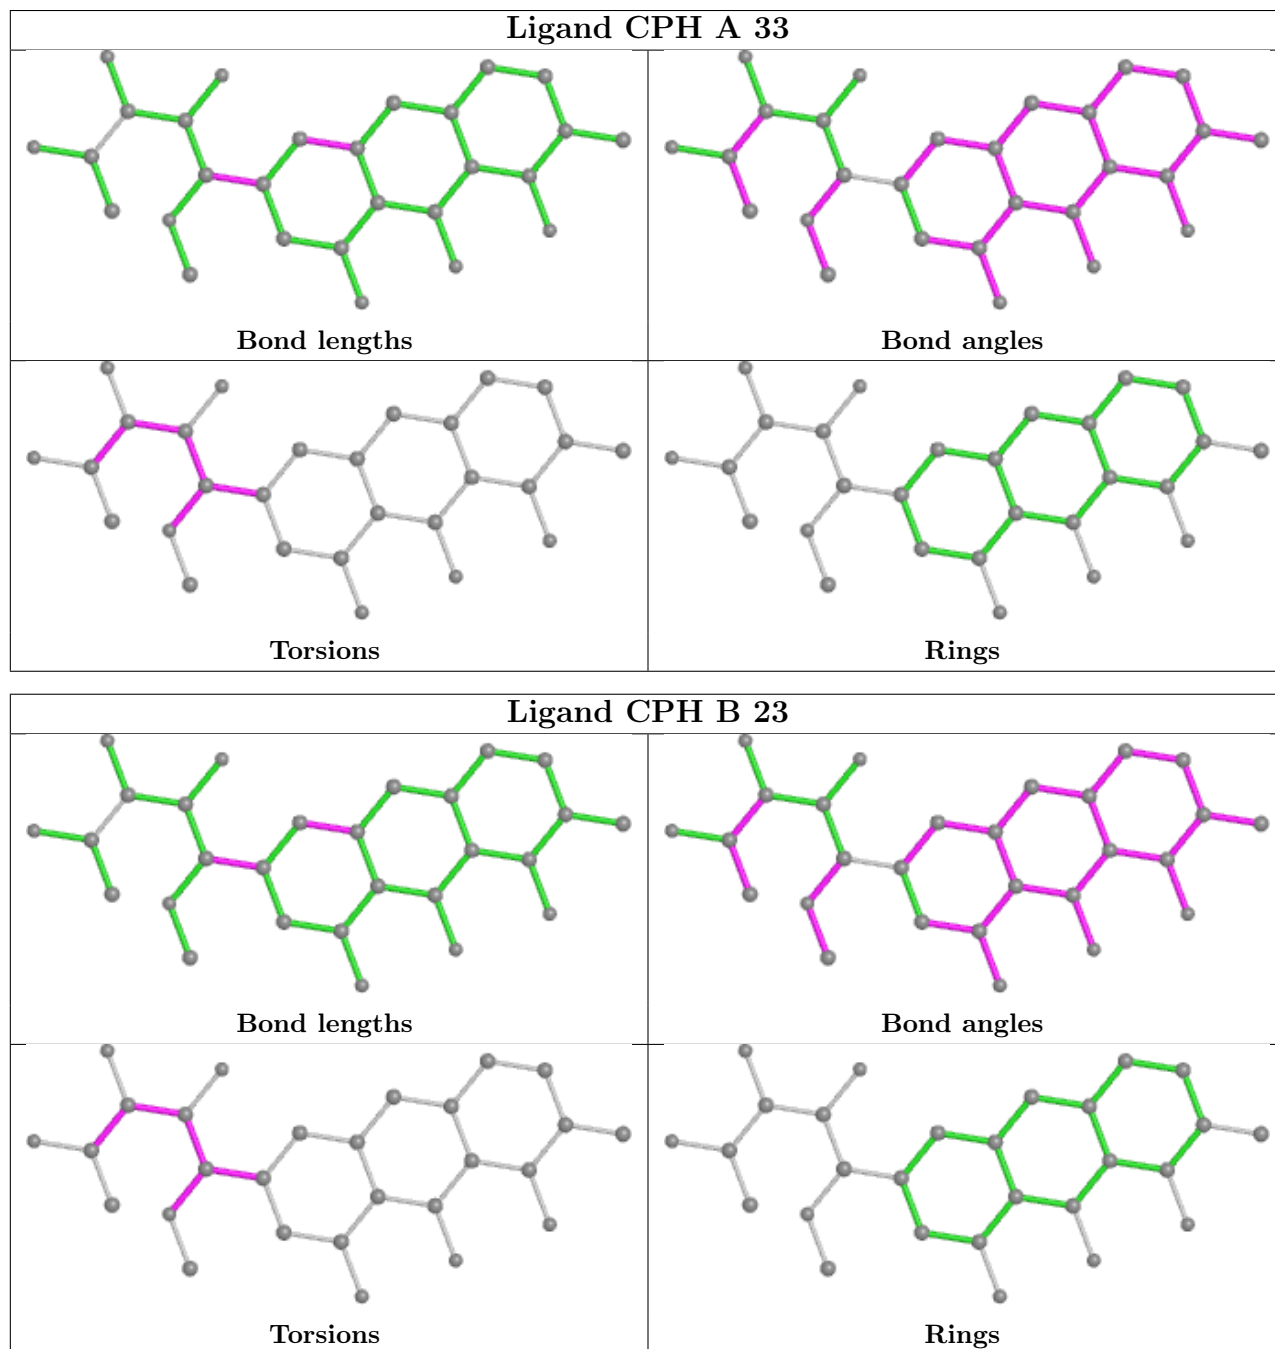 Ligand CPH A 33
Bond lengths
Bond angles
Torsions
Rings
Ligand CPH B 23
Bond lengths
Bond angles
Torsions
Rings